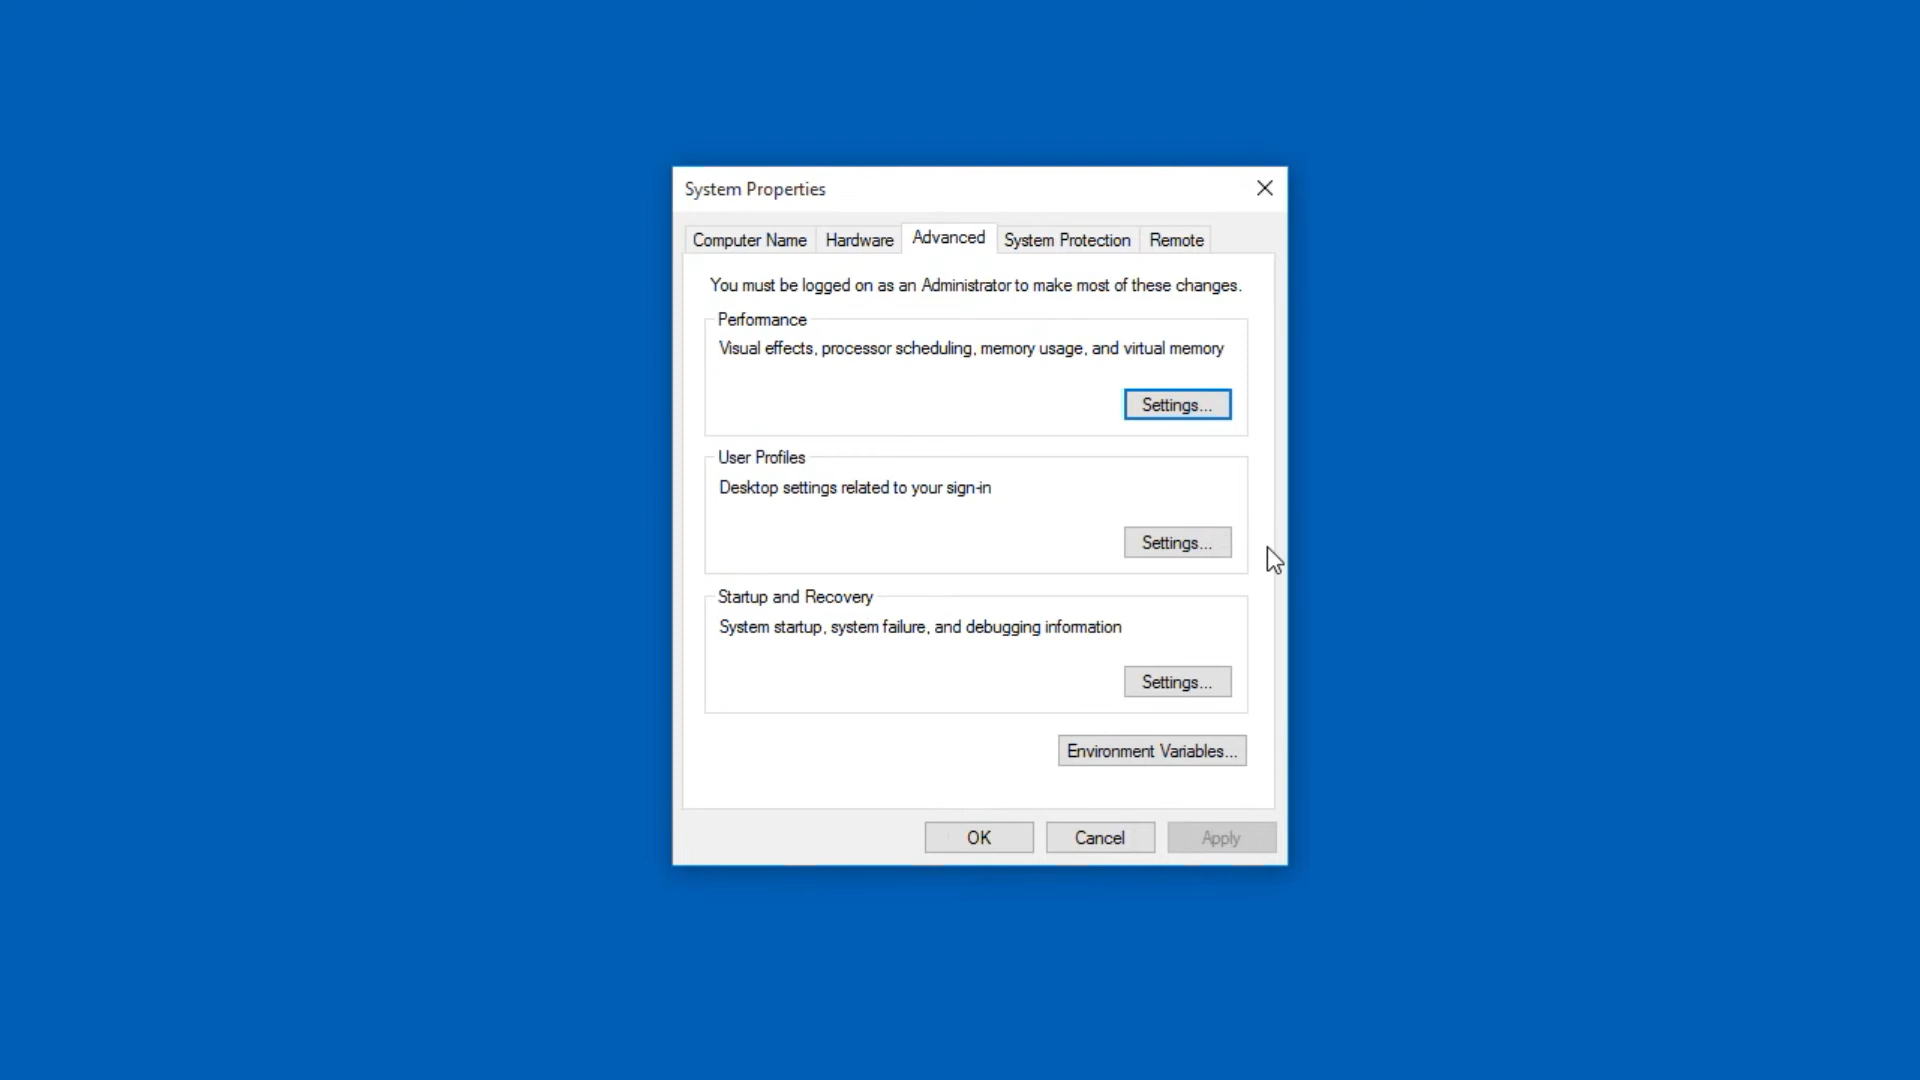 System Properties
Computer Name Hardware Advanced System Protection Remote
You must be logged on as an Administrator to make most of these changes.
Performance
Visual effects, processor scheduling, memory usage, and virtual memory
Settings...
User Profiles
Desktop settings related to your sign-in
Settings...
Startup and Recovery
System startup, system failure, and debugging information
Settings...
Environment Variables...
OK Cancel Apply